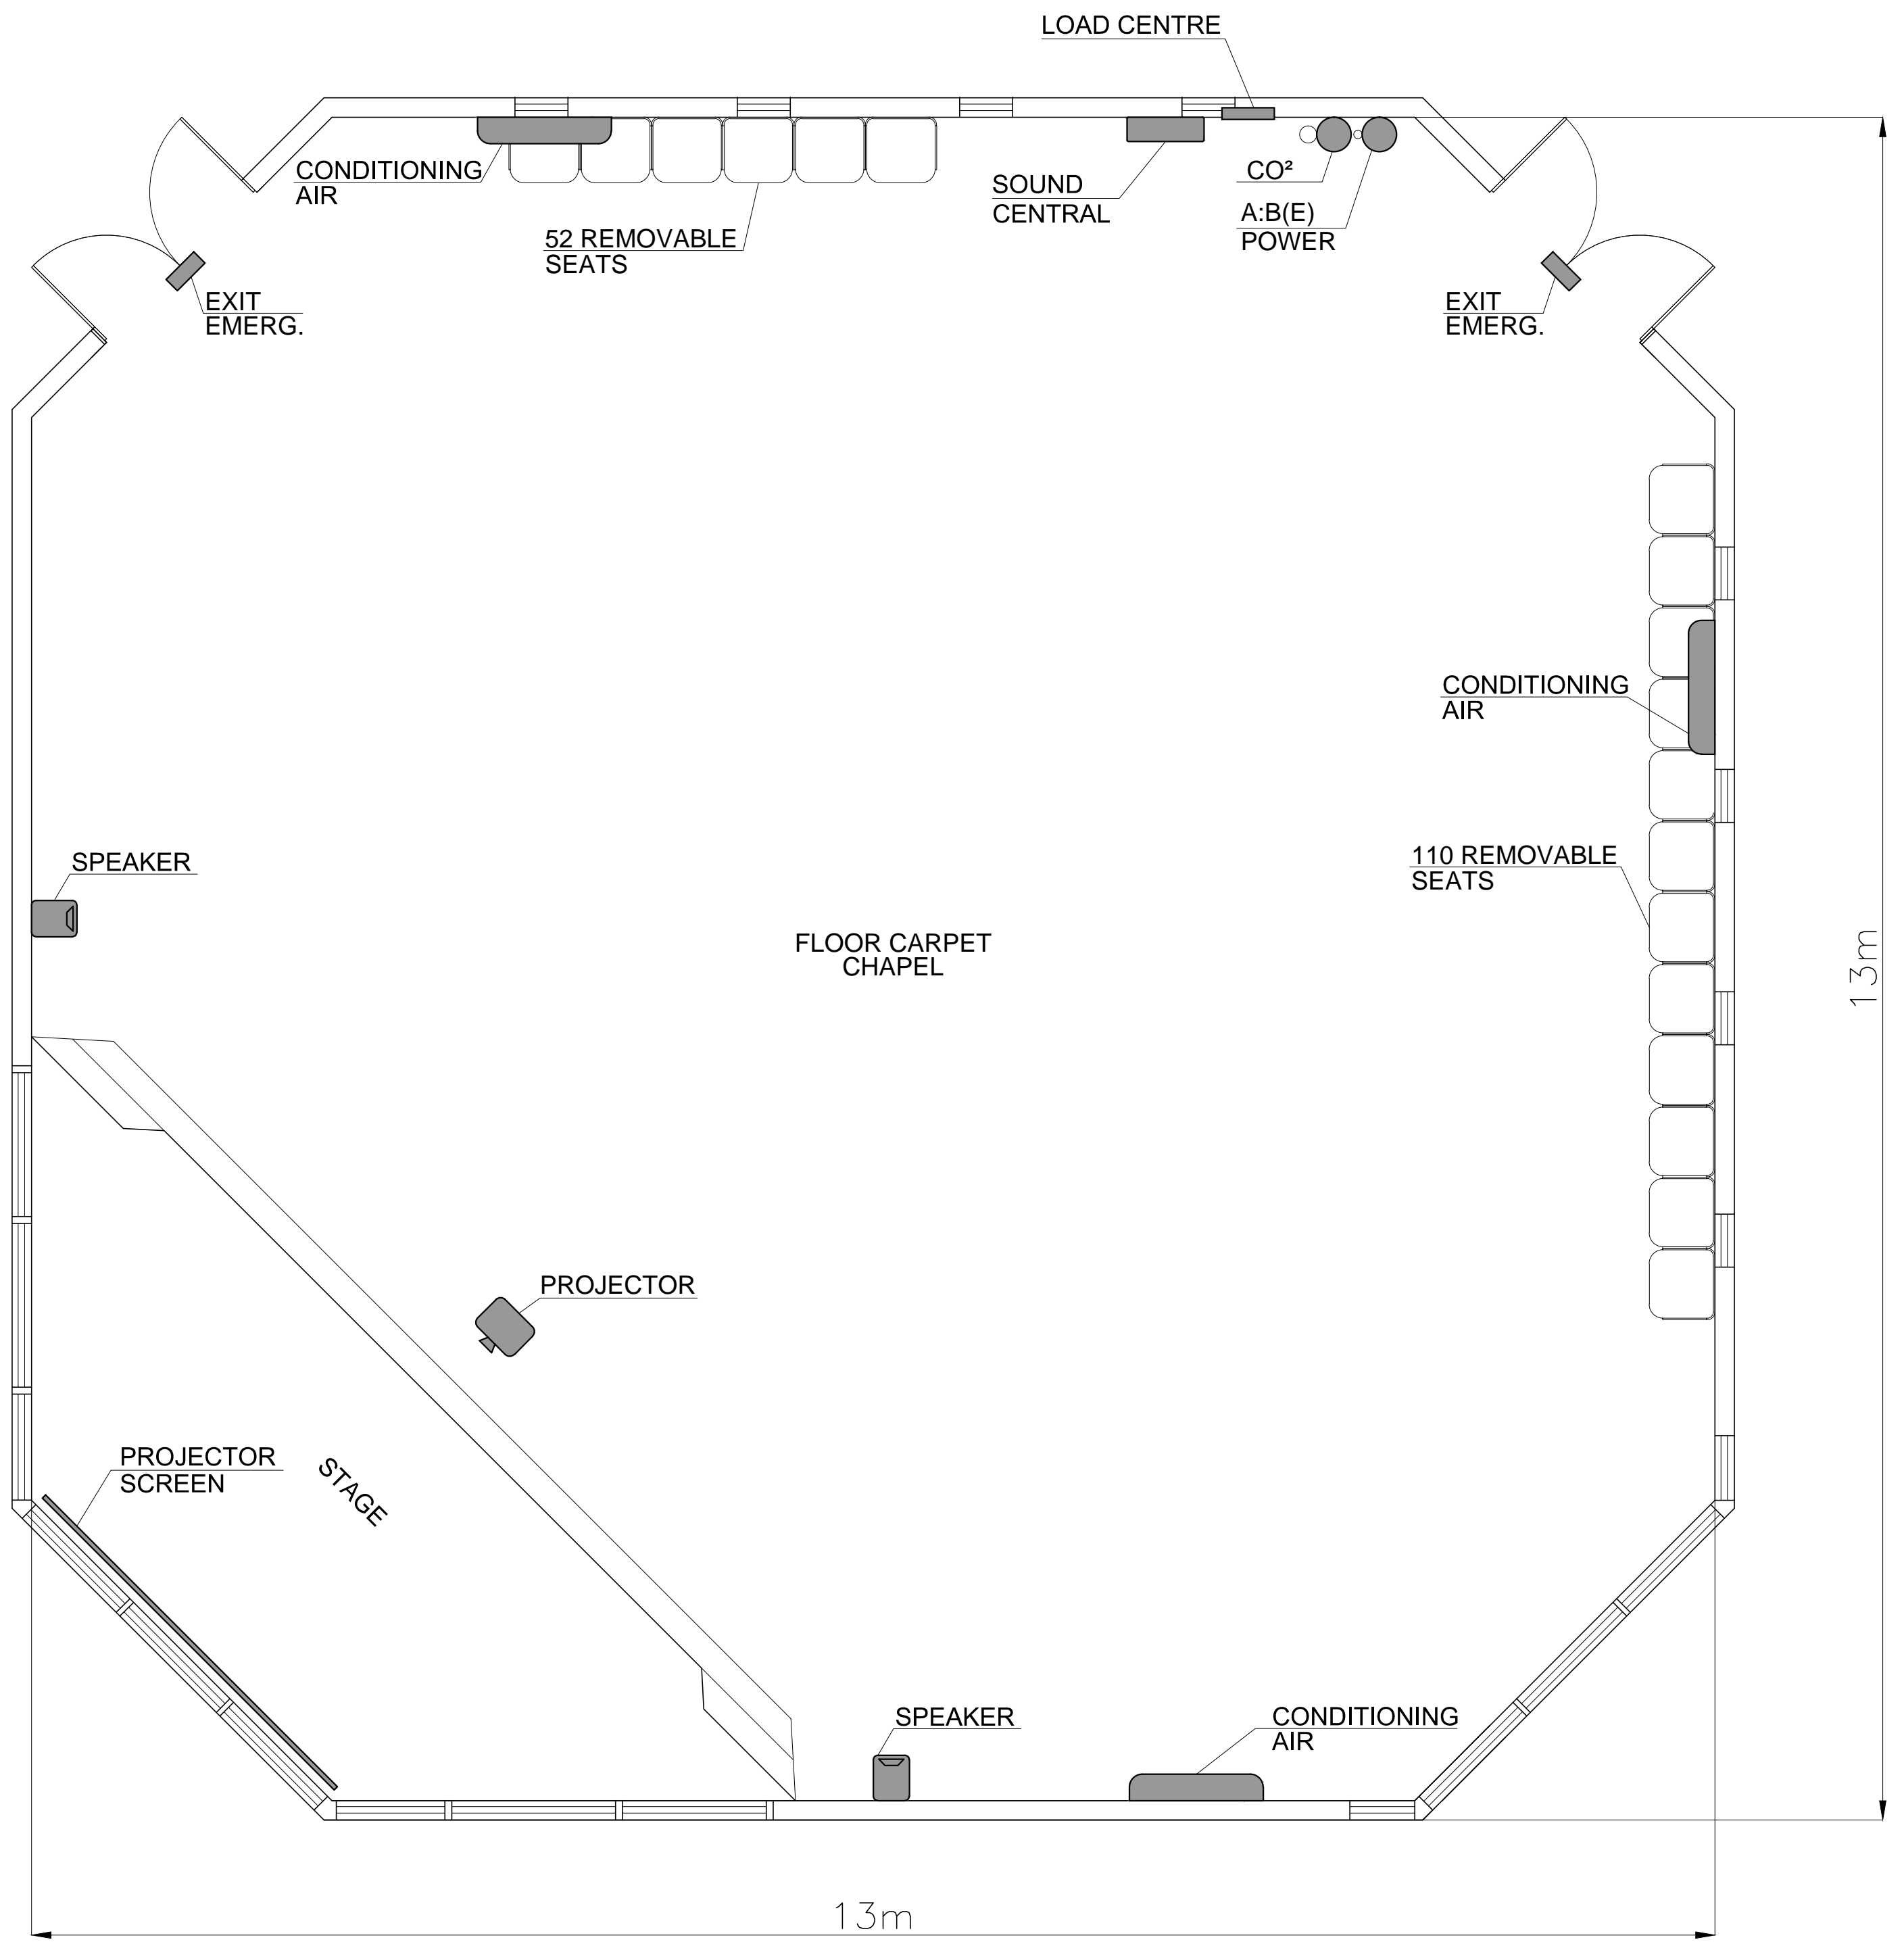 LOAD CENTRE
CONDITIONING
AIR
52 REMOVABLE
SEATS
SOUND
CENTRAL
CO²
A:B(E)
POWER
EXIT
EMERG.
EXIT
EMERG.
CONDITIONING
AIR
SPEAKER
110 REMOVABLE
SEATS
FLOOR CARPET
CHAPEL
13m
PROJECTOR
PROJECTOR
SCREEN
STAGE
SPEAKER
CONDITIONING
AIR
13m